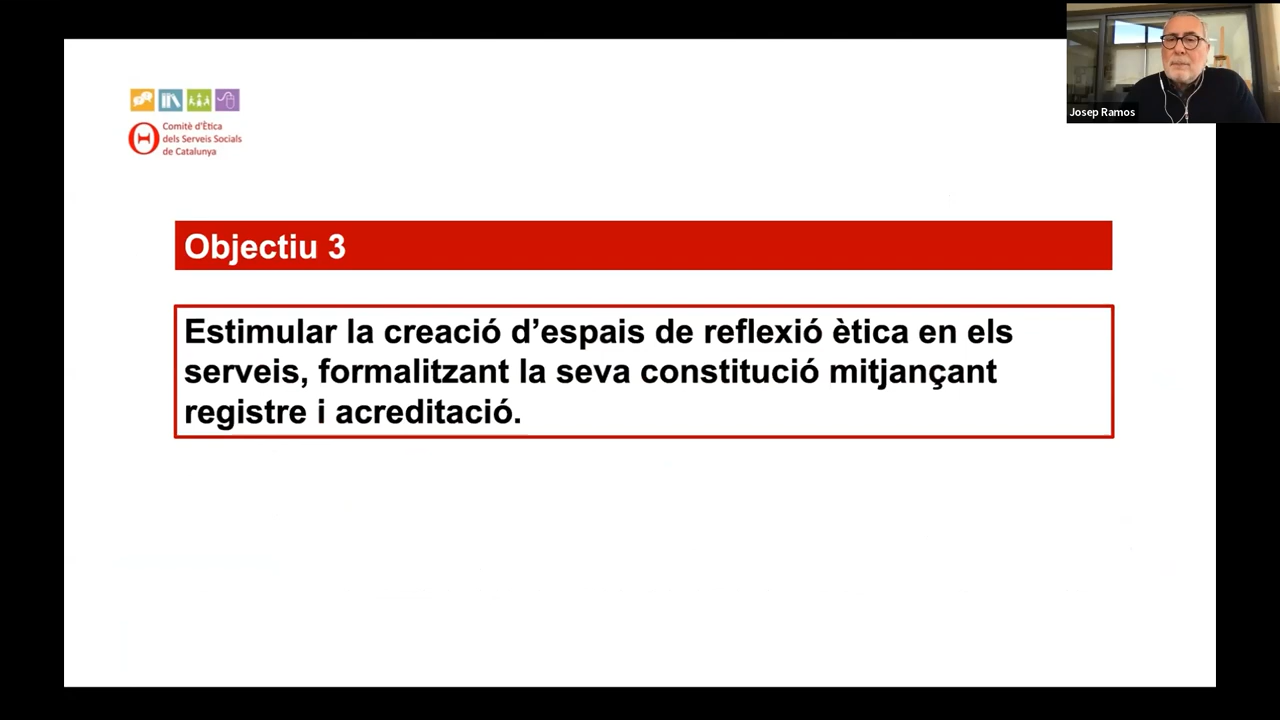 Comitè d'Ètica
dels Serveis Socials
de Catalunya
Josep Ramos
Objectiu 3
Estimular la creació d’espais de reflexió ètica en els
serveis, formalitzant la seva constitució mitjançant
registre i acreditació.